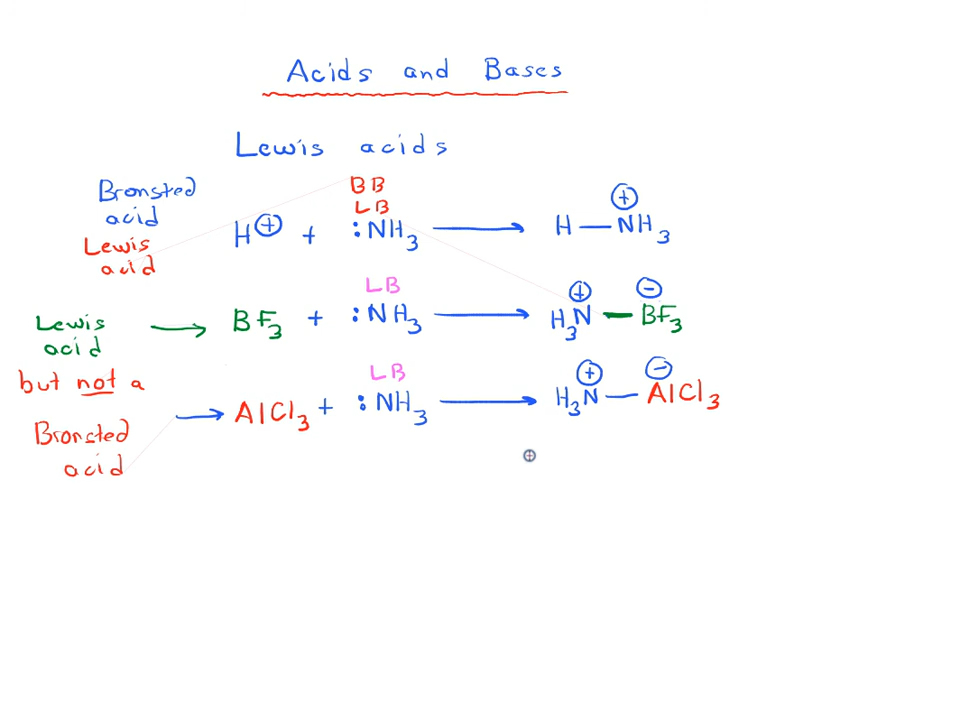 Acids and Bases
Lewis acids
Bronsted acid
Lewis acid
BB
LB
H⊕ + :NH₃ ⟶ H—NH₃ ⊕
Lewis acid ⟶
but not a
Bronsted acid ⟶
LB
BF₃ + :NH₃ ⟶ H₃N ⊕ — BF₃ ⊖
LB
AlCl₃ + :NH₃ ⟶ H₃N ⊕ — AlCl₃ ⊖